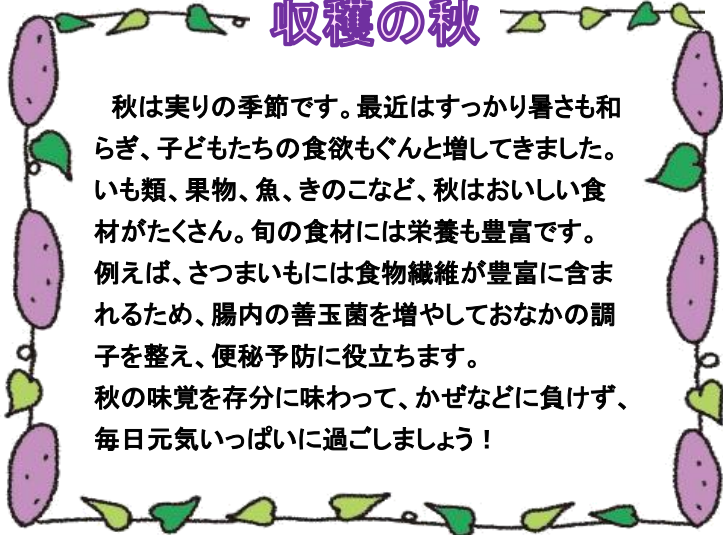 収穫の秋
秋は実りの季節です。最近はすっかり暑さも和
らぎ、子どもたちの食欲もぐんと増してきました。
いも類、果物、魚、きのこなど、秋はおいしい食
材がたくさん。旬の食材には栄養も豊富です。
例えば、さつまいもには食物繊維が豊富に含ま
れるため、腸内の善玉菌を増やしておなかの調
子を整え、便秘予防に役立ちます。
秋の味覚を存分に味わって、かぜなどに負けず、
毎日元気いっぱいに過ごしましょう！